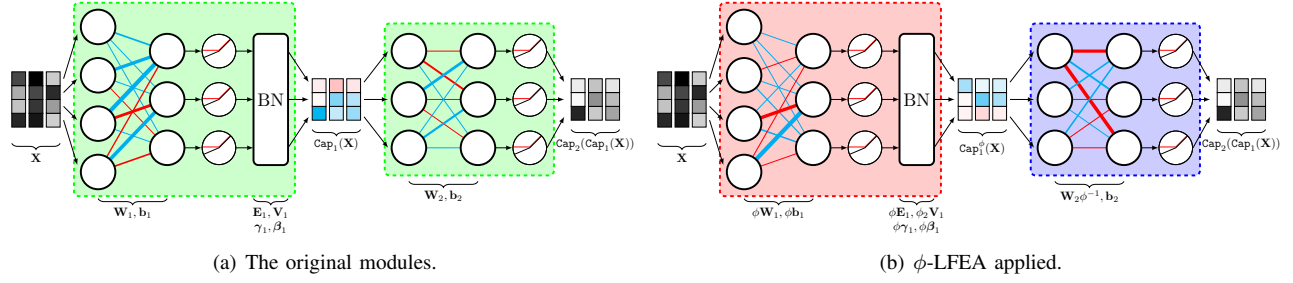 BN
X
Cap₁(X)
Cap₂(Cap₁(X))
W₁, b₁
E₁, V₁
γ₁, β₁
W₂, b₂
(a) The original modules.
BN
X
Cap₁^ϕ(X)
Cap₂(Cap₁(X))
ϕW₁, ϕb₁
ϕE₁, ϕ₂V₁
ϕγ₁, ϕβ₁
W₂ϕ⁻¹, b₂
(b) ϕ-LFEA applied.